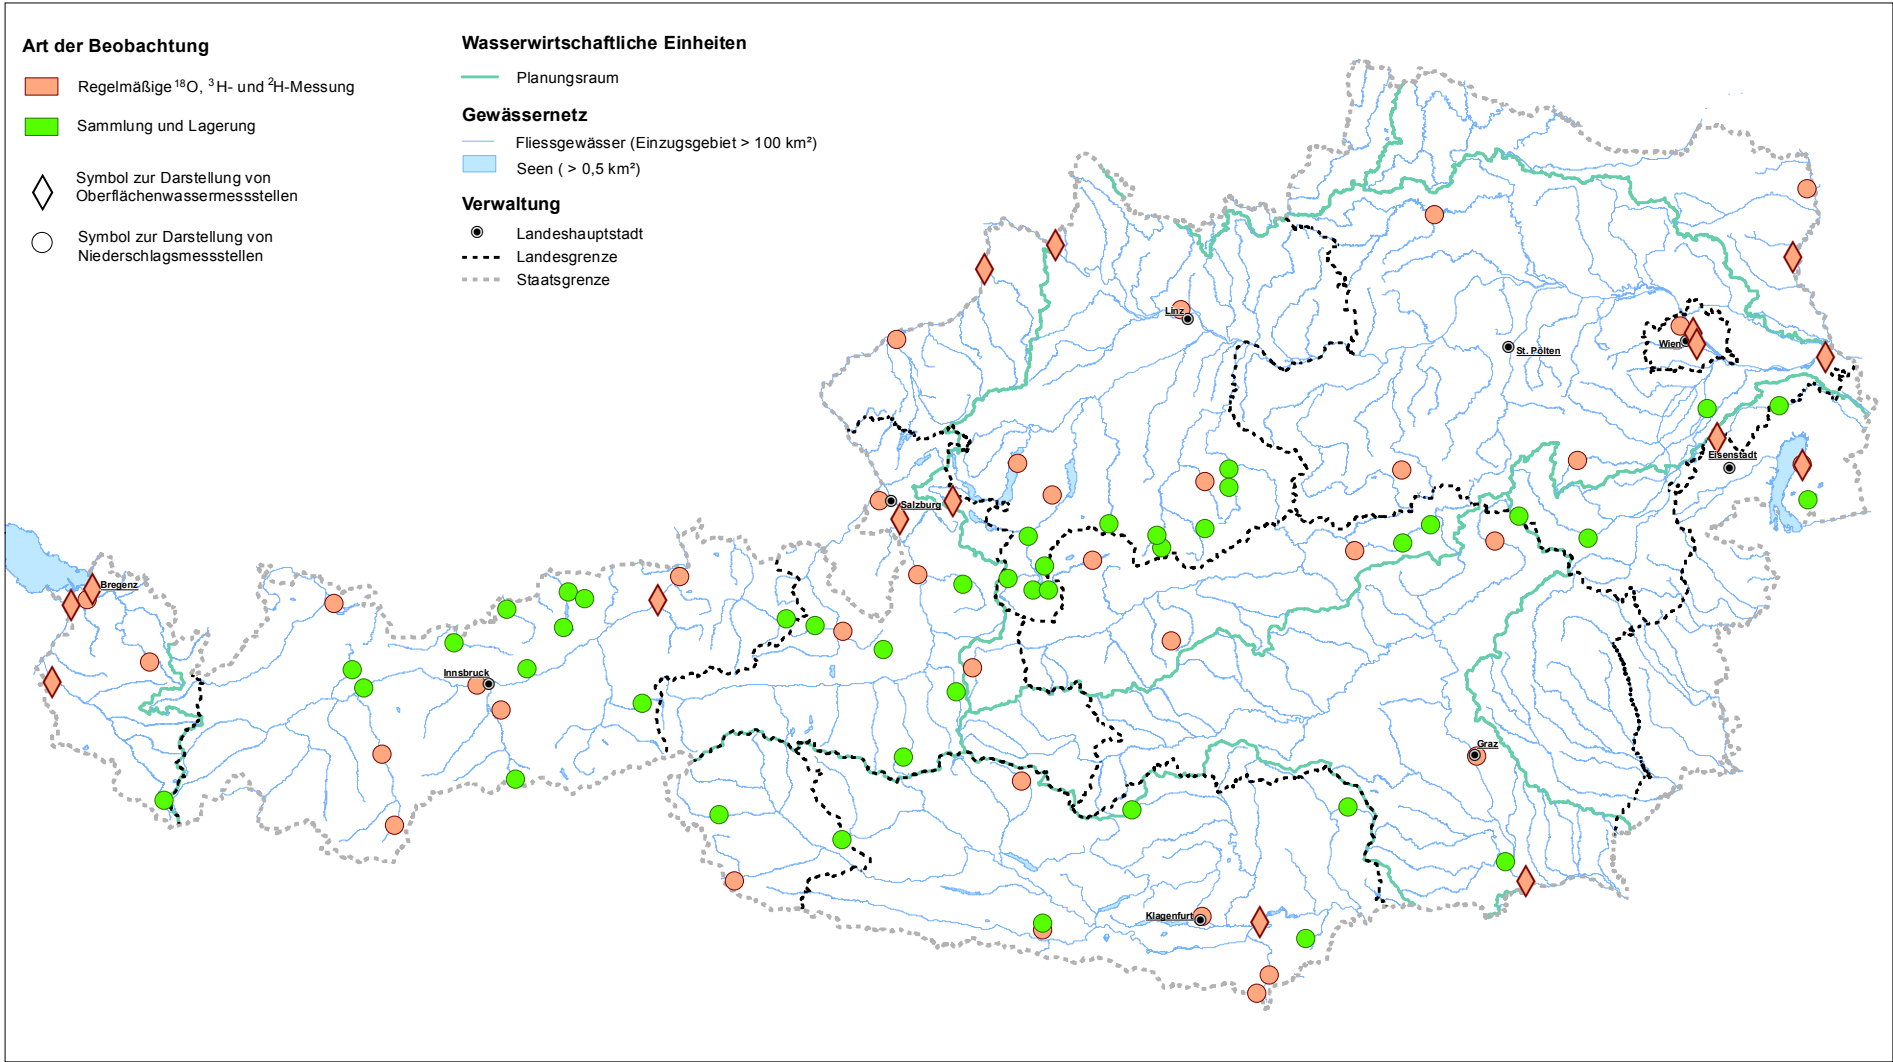 Art der Beobachtung
Regelmäßige ¹⁸O, ³H- und ²H-Messung
Sammlung und Lagerung
Symbol zur Darstellung von
Oberflächenwassermessstellen
Symbol zur Darstellung von
Niederschlagsmessstellen
Wasserwirtschaftliche Einheiten
Planungsraum
Gewässernetz
Fliessgewässer (Einzugsgebiet > 100 km²)
Seen ( > 0,5 km²)
Verwaltung
Landeshauptstadt
Landesgrenze
Staatsgrenze
Linz
St. Pölten
Wien
Eisenstadt
Salzburg
Bregenz
Innsbruck
Graz
Klagenfurt